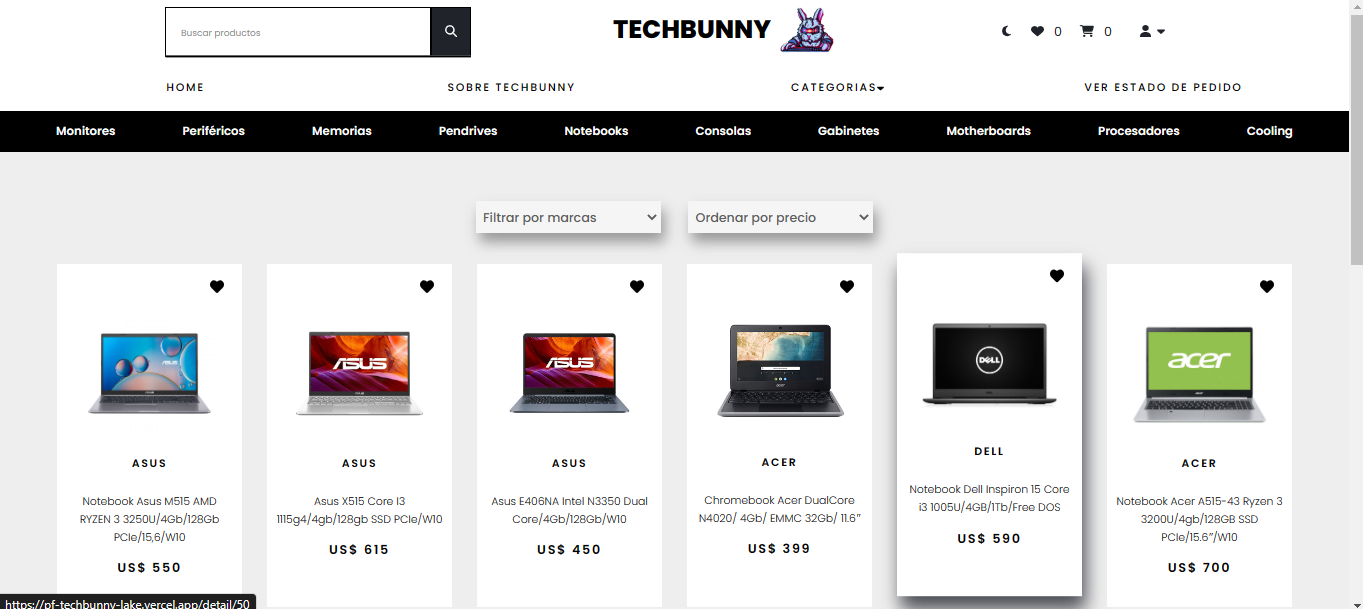 Buscar productos
TECHBUNNY
0
0
HOME
SOBRE TECHBUNNY
CATEGORIAS
VER ESTADO DE PEDIDO
Monitores
Periféricos
Memorias
Pendrives
Notebooks
Consolas
Gabinetes
Motherboards
Procesadores
Cooling
Filtrar por marcas
Ordenar por precio
ASUS
ASUS
Notebook Asus M515 AMD
RYZEN 3 3250U/4Gb/128Gb
PCIe/15,6/W10
US$ 550
ASUS
ASUS
Asus X515 Core I3
1115g4/4gb/128gb SSD PCIe/W10
US$ 615
ASUS
ASUS
Asus E406NA Intel N3350 Dual
Core/4Gb/128Gb/W10
US$ 450
acer
ACER
Chromebook Acer DualCore
N4020/ 4Gb/ EMMC 32Gb/ 11.6″
US$ 399
DELL
DELL
Notebook Dell Inspiron 15 Core
i3 1005U/4GB/1Tb/Free DOS
US$ 590
acer
ACER
Notebook Acer A515-43 Ryzen 3
3200U/4gb/128GB SSD
PCIe/15.6″/W10
US$ 700
https://pf-techbunny-lake.vercel.app/detail/50